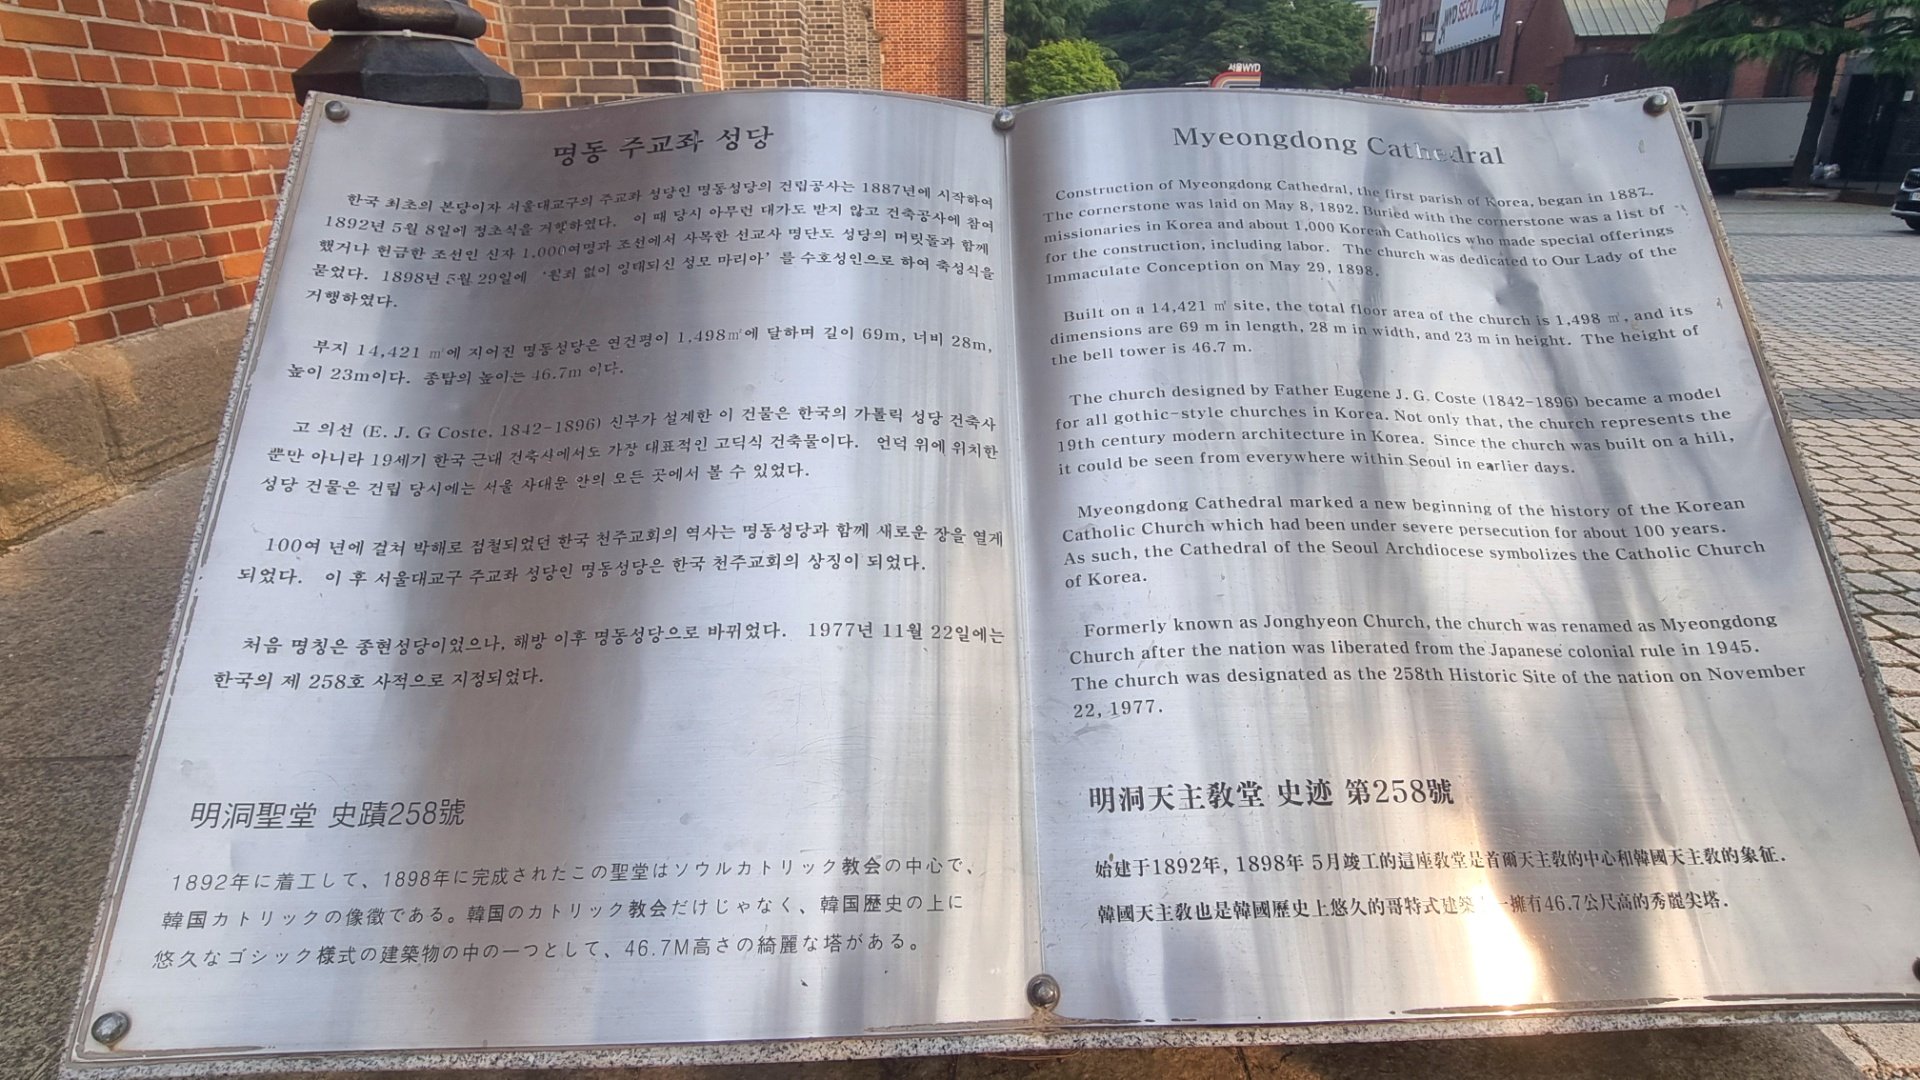 명동 주교좌 성당
한국 최초의 본당이자 서울대교구의 주교좌 성당인 명동성당의 건립공사는 1887년에 시작하여
1892년 5월 8일에 정초식을 거행하였다. 이 때 당시 아무런 대가도 받지 않고 건축공사에 참여
했거나 헌금한 조선인 신자 1.000여명과 조선에서 사목한 선교사 명단도 성당의 머릿돌과 함께
묻었다. 1898년 5월 29일에 ‘원죄 없이 잉태되신 성모 마리아’를 수호성인으로 하여 축성식을
거행하였다.
부지 14,421 ㎡에 지어진 명동성당은 연건평이 1,498㎡에 달하며 길이 69m, 너비 28m,
높이 23m이다. 종탑의 높이는 46.7m 이다.
고 의선 (E. J. G Coste. 1842-1896) 신부가 설계한 이 건물은 한국의 가톨릭 성당 건축사
뿐만 아니라 19세기 한국 근대 건축사에서도 가장 대표적인 고딕식 건축물이다. 언덕 위에 위치한
성당 건물은 건립 당시에는 서울 사대문 안의 모든 곳에서 볼 수 있었다.
100여 년에 걸쳐 박해로 점철되었던 한국 천주교회의 역사는 명동성당과 함께 새로운 장을 열게
되었다. 이 후 서울대교구 주교좌 성당인 명동성당은 한국 천주교회의 상징이 되었다.
처음 명칭은 종현성당이었으나, 해방 이후 명동성당으로 바뀌었다. 1977년 11월 22일에는
한국의 제 258호 사적으로 지정되었다.
明洞聖堂 史蹟258號
1892年に着工して、1898年に完成されたこの聖堂はソウルカトリック教会の中心で、
韓国カトリックの像徴である。韓国のカトリック教会だけじゃなく、韓国歴史の上に
悠久なゴシック様式の建築物の中の一つとして、46.7M高さの綺麗な塔がある。
Myeongdong Cathedral
Construction of Myeongdong Cathedral, the first parish of Korea, began in 1887.
The cornerstone was laid on May 8, 1892. Buried with the cornerstone was a list of
missionaries in Korea and about 1,000 Korean Catholics who made special offerings
for the construction, including labor. The church was dedicated to Our Lady of the
Immaculate Conception on May 29, 1898.
Built on a 14,421 ㎡ site, the total floor area of the church is 1,498 ㎡, and its
dimensions are 69 m in length, 28 m in width, and 23 m in height. The height of
the bell tower is 46.7 m.
The church designed by Father Eugene J. G. Coste (1842-1896) became a model
for all gothic-style churches in Korea. Not only that, the church represents the
19th century modern architecture in Korea. Since the church was built on a hill,
it could be seen from everywhere within Seoul in earlier days.
Myeongdong Cathedral marked a new beginning of the history of the Korean
Catholic Church which had been under severe persecution for about 100 years.
As such, the Cathedral of the Seoul Archdiocese symbolizes the Catholic Church
of Korea.
Formerly known as Jonghyeon Church, the church was renamed as Myeongdong
Church after the nation was liberated from the Japanese colonial rule in 1945.
The church was designated as the 258th Historic Site of the nation on November
22, 1977.
明洞天主敎堂 史迹 第258號
始建于1892年, 1898年 5月竣工的這座敎堂是首爾天主敎的中心和韓國天主敎的象征.
韓國天主敎也是韓國歷史上悠久的哥特式建築 一擁有46.7公尺高的秀麗尖塔.
서울WYD
WYD SEOUL